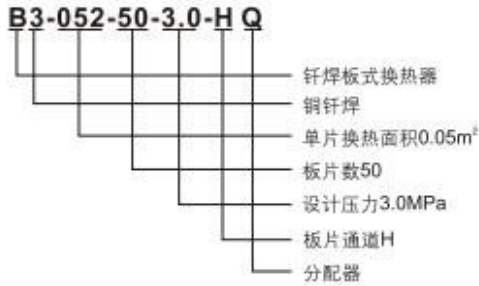 B3-052-50-3.0-H Q
钎焊板式换热器
铜钎焊
单片换热面积0.05m²
板片数50
设计压力3.0MPa
板片通道H
分配器